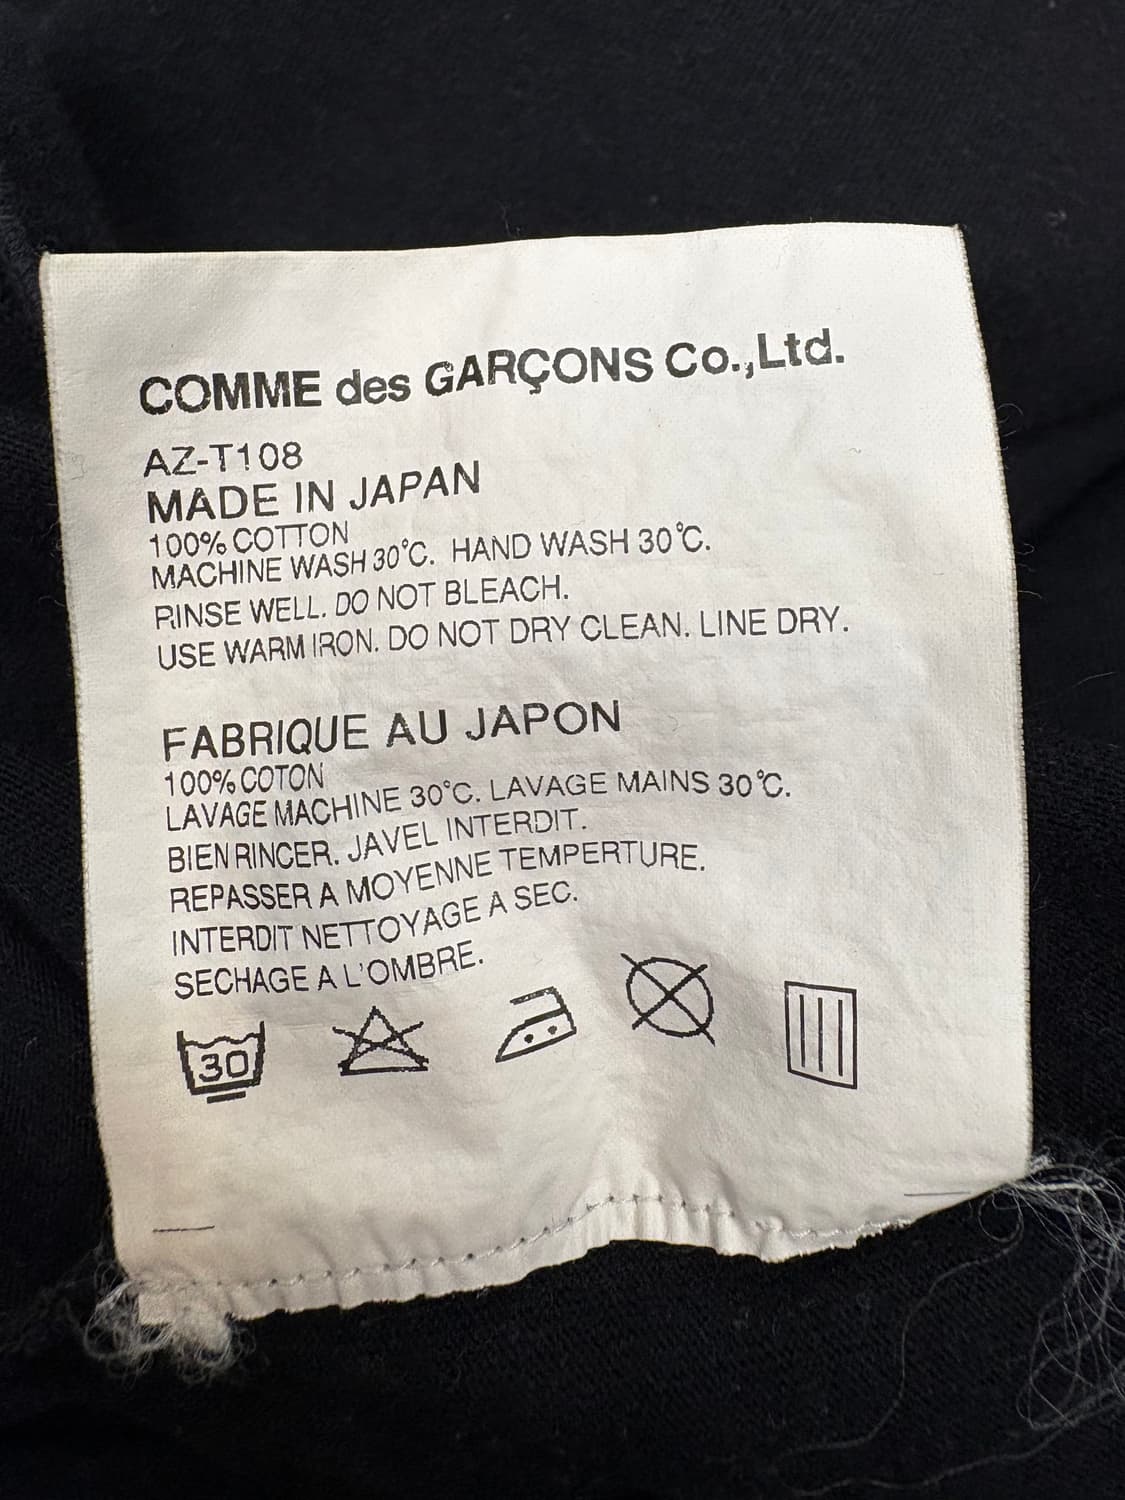 COMME des GARÇONS Co.,Ltd.
AZ-T108
MADE IN JAPAN
100% COTTON
MACHINE WASH 30℃. HAND WASH 30℃.
RINSE WELL. DO NOT BLEACH.
USE WARM IRON. DO NOT DRY CLEAN. LINE DRY.
FABRIQUE AU JAPON
100% COTON
LAVAGE MACHINE 30℃. LAVAGE MAINS 30℃.
BIEN RINCER. JAVEL INTERDIT.
REPASSER A MOYENNE TEMPERTURE.
INTERDIT NETTOYAGE A SEC.
SECHAGE A L'OMBRE.
30